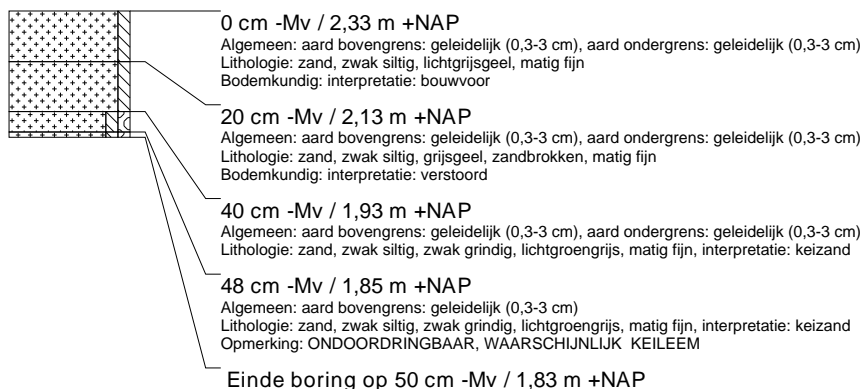 0 cm -Mv / 2,33 m +NAP
Algemeen: aard bovengrens: geleidelijk (0,3-3 cm), aard ondergrens: geleidelijk (0,3-3 cm)
Lithologie: zand, zwak siltig, lichtgrijsgeel, matig fijn
Bodemkundig: interpretatie: bouwvoor
20 cm -Mv / 2,13 m +NAP
Algemeen: aard bovengrens: geleidelijk (0,3-3 cm), aard ondergrens: geleidelijk (0,3-3 cm)
Lithologie: zand, zwak siltig, grijsgeel, zandbrokken, matig fijn
Bodemkundig: interpretatie: verstoord
40 cm -Mv / 1,93 m +NAP
Algemeen: aard bovengrens: geleidelijk (0,3-3 cm), aard ondergrens: geleidelijk (0,3-3 cm)
Lithologie: zand, zwak siltig, zwak grindig, lichtgroengrijs, matig fijn, interpretatie: keizand
48 cm -Mv / 1,85 m +NAP
Algemeen: aard bovengrens: geleidelijk (0,3-3 cm)
Lithologie: zand, zwak siltig, zwak grindig, lichtgroengrijs, matig fijn, interpretatie: keizand
Opmerking: ONDOORDRINGBAAR, WAARSCHIJNLIJK KEILEEM
Einde boring op 50 cm -Mv / 1,83 m +NAP